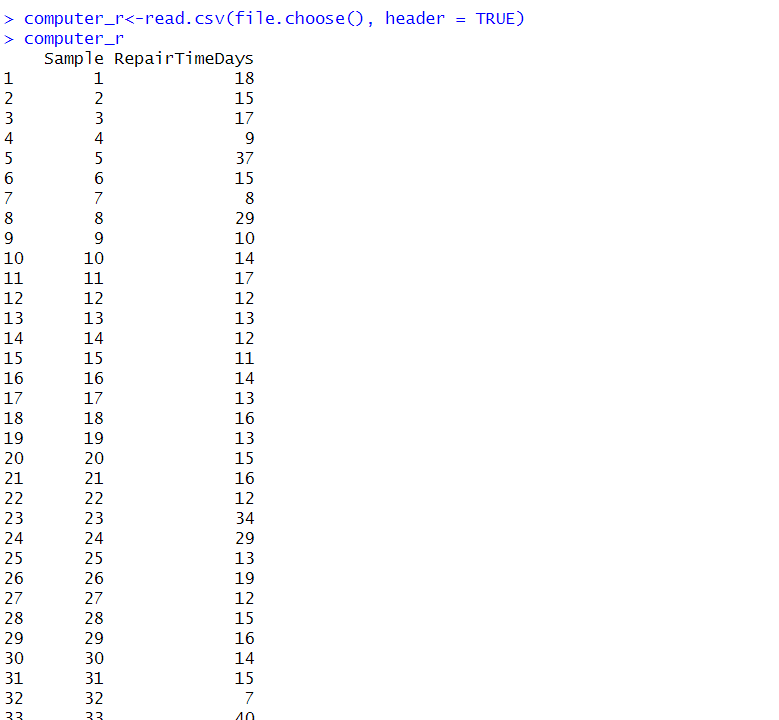 > computer_r<-read.csv(file.choose(), header = TRUE)
> computer_r
Sample RepairTimeDays
1 1 18
2 2 15
3 3 17
4 4 9
5 5 37
6 6 15
7 7 8
8 8 29
9 9 10
10 10 14
11 11 17
12 12 12
13 13 13
14 14 12
15 15 11
16 16 14
17 17 13
18 18 16
19 19 13
20 20 15
21 21 16
22 22 12
23 23 34
24 24 29
25 25 13
26 26 19
27 27 12
28 28 15
29 29 16
30 30 14
31 31 15
32 32 7
33 33 40